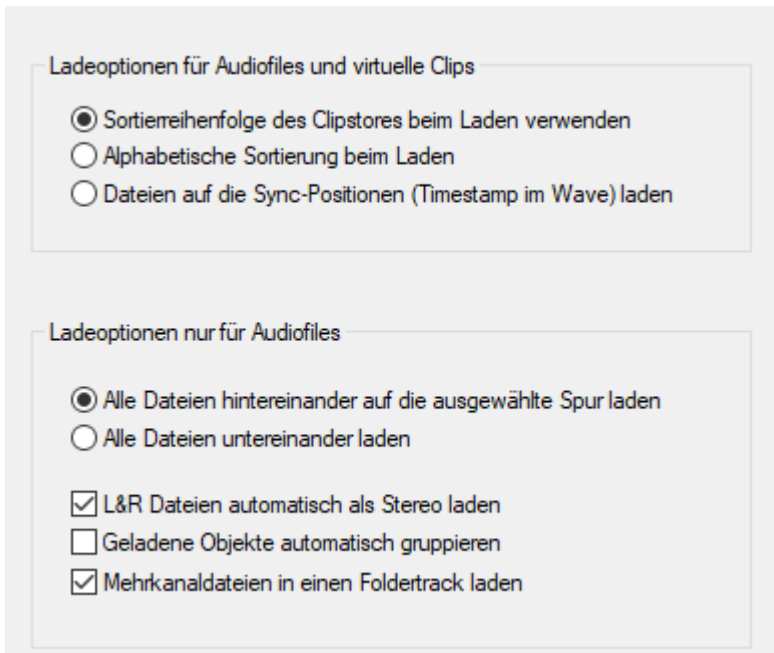 Ladeoptionen für Audiofiles und virtuelle Clips
Sortierreihenfolge des Clipstores beim Laden verwenden
Alphabetische Sortierung beim Laden
Dateien auf die Sync-Positionen (Timestamp im Wave) laden
Ladeoptionen nur für Audiofiles
Alle Dateien hintereinander auf die ausgewählte Spur laden
Alle Dateien untereinander laden
L&R Dateien automatisch als Stereo laden
Geladene Objekte automatisch gruppieren
Mehrkanaldateien in einen Foldertrack laden